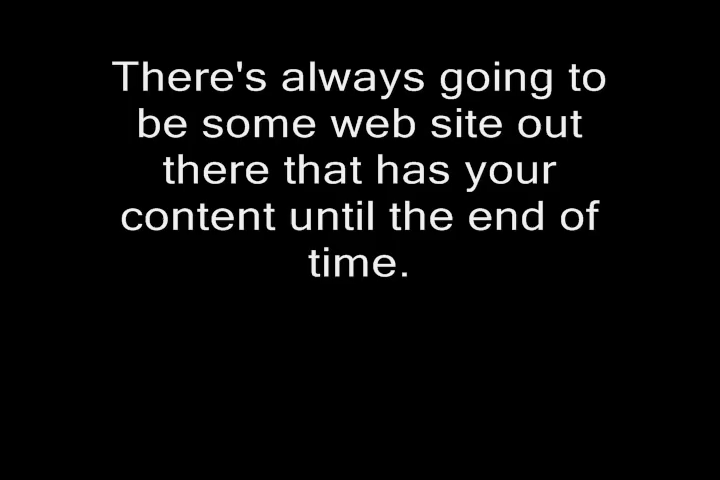 There's always going to
be some web site out
there that has your
content until the end of
time.